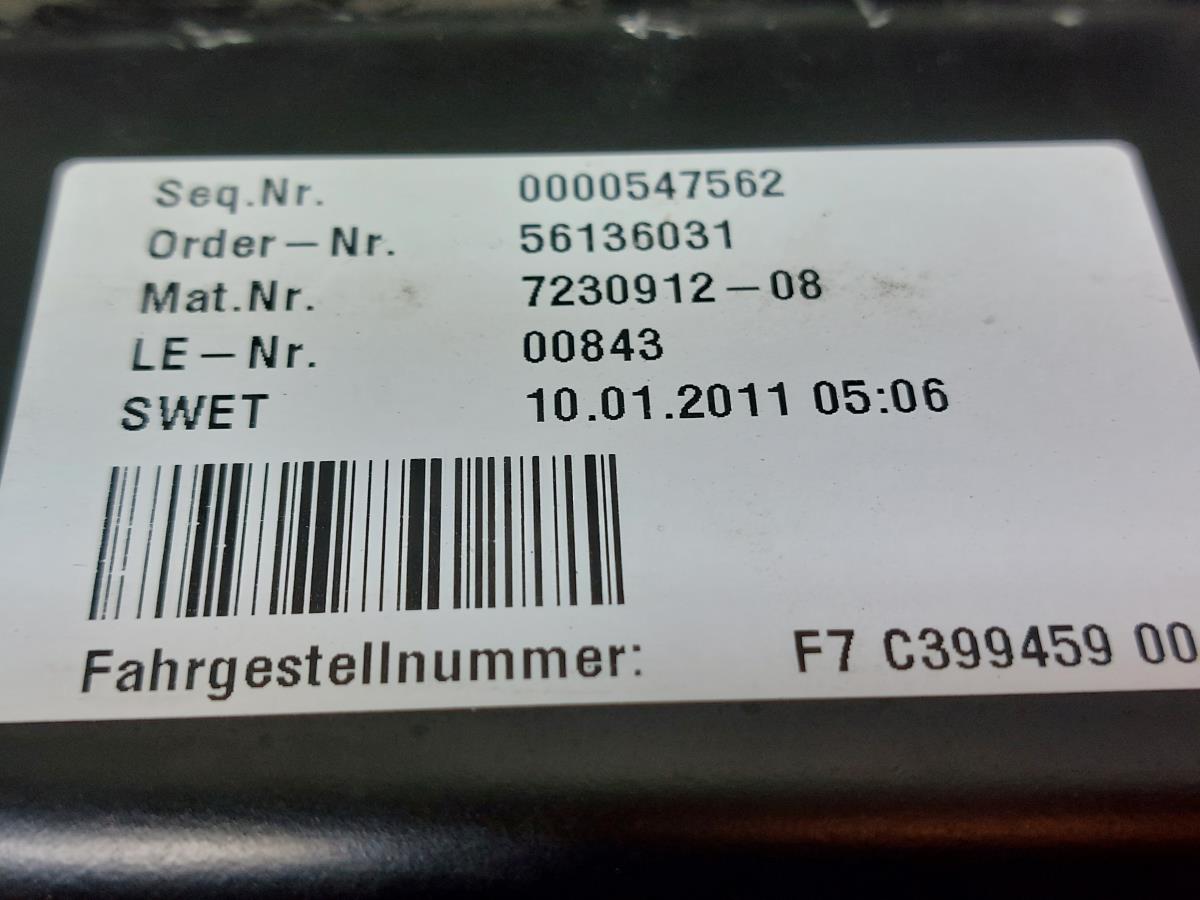 Seq.Nr. 0000547562
Order-Nr. 56136031
Mat.Nr. 7230912-08
LE-Nr. 00843
SWET 10.01.2011 05:06
Fahrgestellnummer: F7 C399459 00